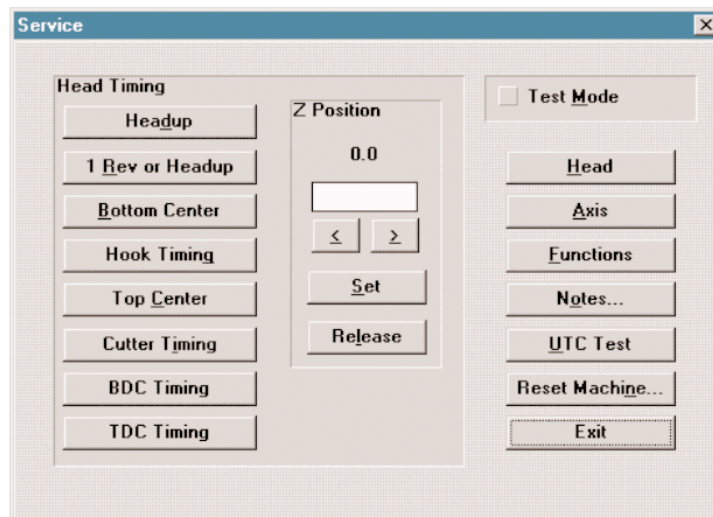 Service
Head Timing
Headup
1 Rev or Headup
Bottom Center
Hook Timing
Top Center
Cutter Timing
BDC Timing
TDC Timing
Z Position
0.0
< >
Set
Release
Test Mode
Head
Axis
Functions
Notes...
UTC Test
Reset Machine...
Exit